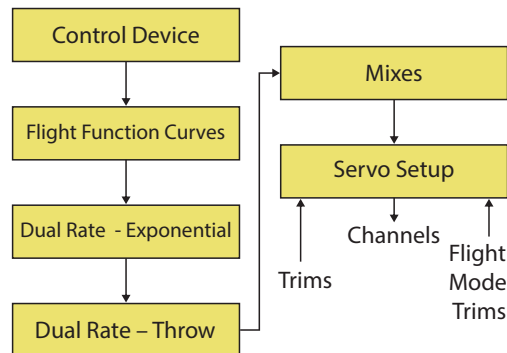 Control Device
Flight Function Curves
Dual Rate - Exponential
Dual Rate – Throw
Mixes
Servo Setup
Channels
Trims
Flight
Mode
Trims